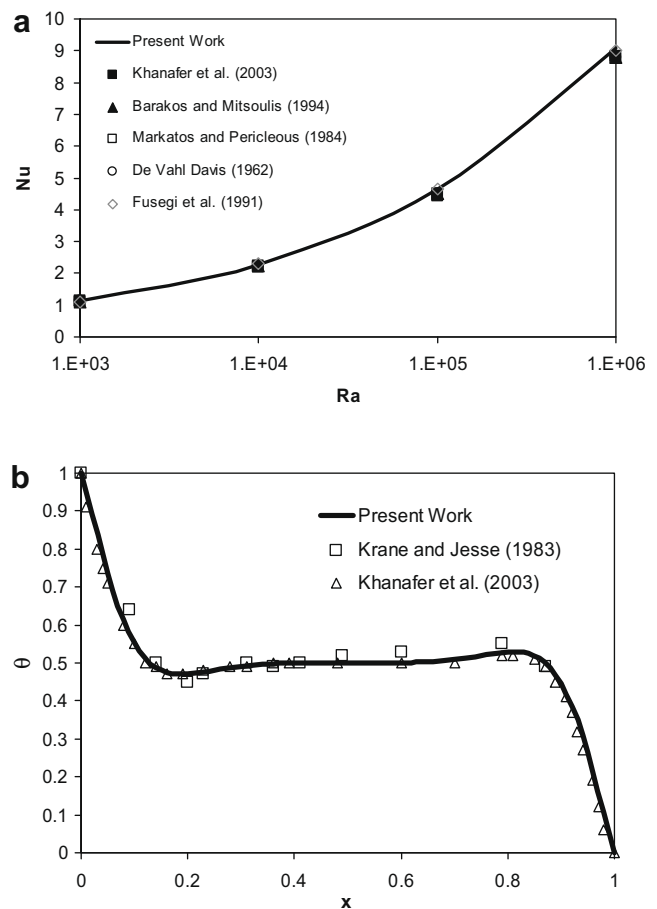 a
10
9
8
7
6
5
4
3
2
1
0
Nu
Present Work
Khanafer et al. (2003)
Barakos and Mitsoulis (1994)
Markatos and Pericleous (1984)
De Vahl Davis (1962)
Fusegi et al. (1991)
1.E+03
1.E+04
1.E+05
1.E+06
Ra
b
1
0.9
0.8
0.7
0.6
0.5
0.4
0.3
0.2
0.1
0
θ
Present Work
Krane and Jesse (1983)
Khanafer et al. (2003)
0
0.2
0.4
0.6
0.8
1
x